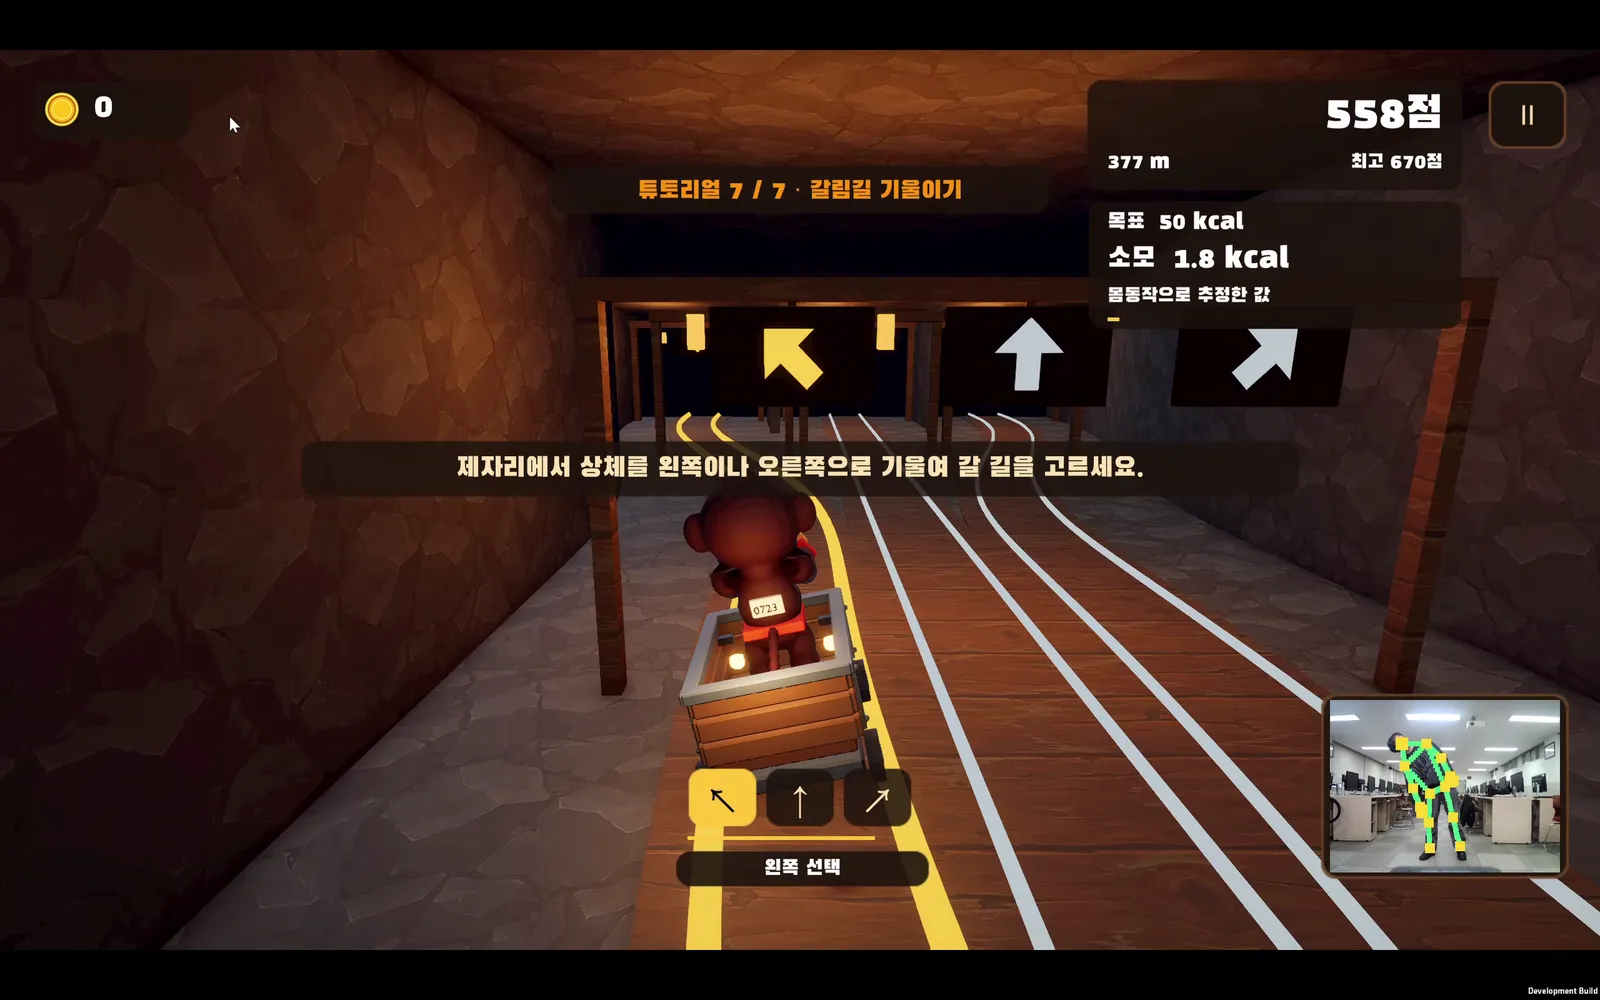 0
558점
377 m
최고 670점
튜토리얼 7 / 7 · 갈림길 기울이기
목표 50 kcal
소모 1.8 kcal
몸동작으로 추정한 값
제자리에서 상체를 왼쪽이나 오른쪽으로 기울여 갈 길을 고르세요.
0723
왼쪽 선택
Development Build